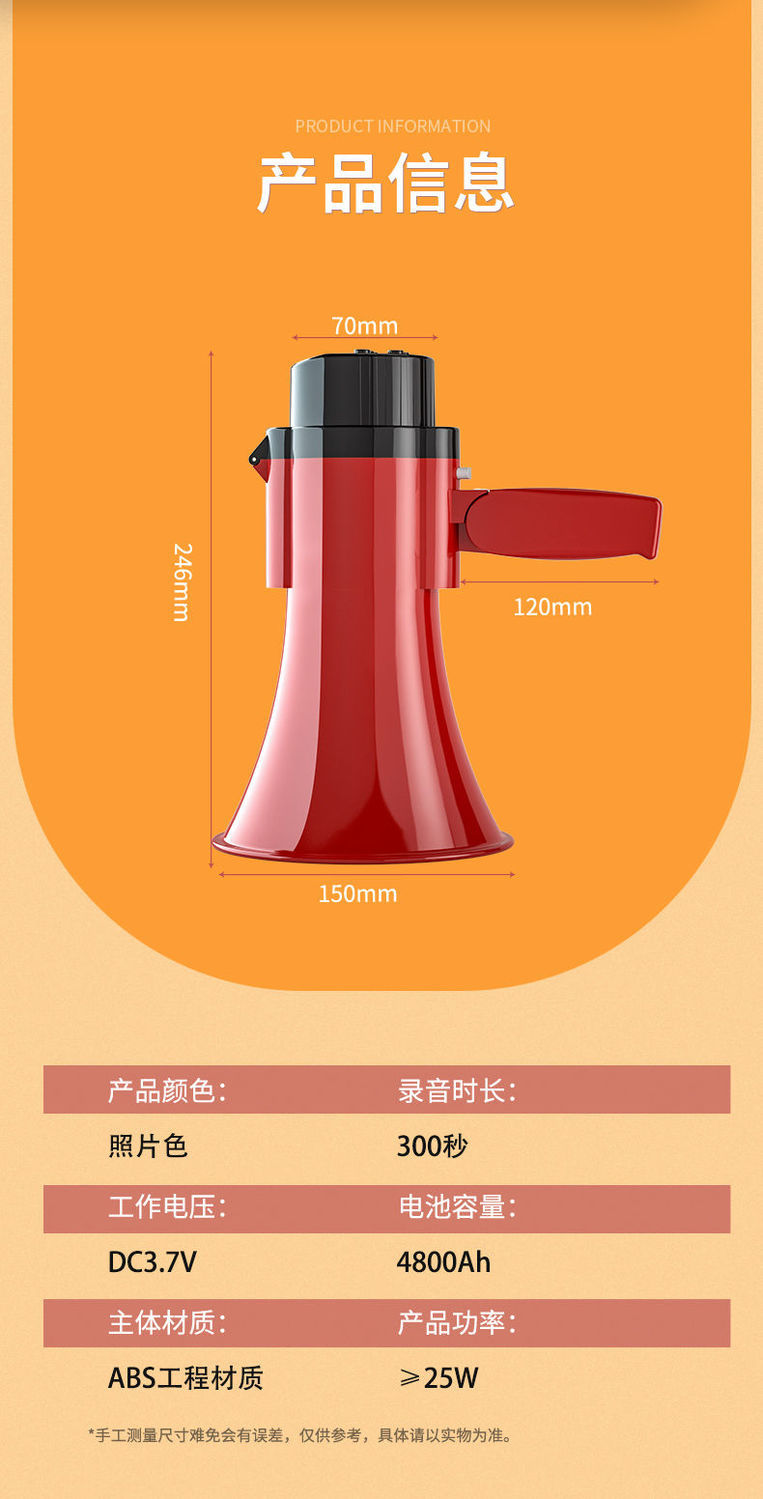 PRODUCT INFORMATION
产品信息
70mm
246mm
120mm
150mm
产品颜色： 录音时长：
照片色 300秒
工作电压： 电池容量：
DC3.7V 4800Ah
主体材质： 产品功率：
ABS工程材质 ⩾25W
*手工测量尺寸难免会有误差，仅供参考，具体请以实物为准。